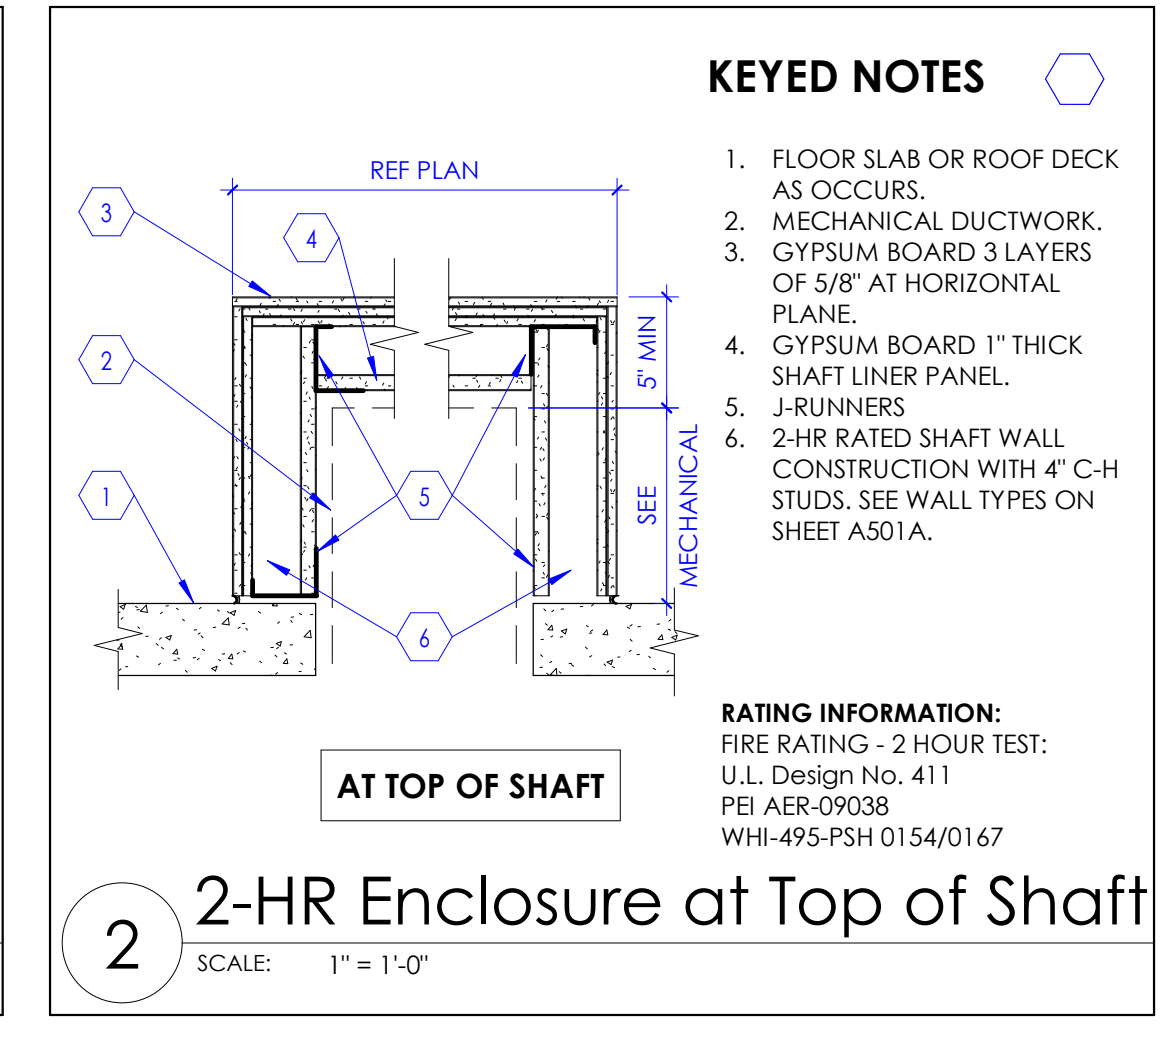 KEYED NOTES
1. FLOOR SLAB OR ROOF DECK
AS OCCURS.
2. MECHANICAL DUCTWORK.
3. GYPSUM BOARD 3 LAYERS
OF 5/8" AT HORIZONTAL
PLANE.
4. GYPSUM BOARD 1" THICK
SHAFT LINER PANEL.
5. J-RUNNERS
6. 2-HR RATED SHAFT WALL
CONSTRUCTION WITH 4" C-H
STUDS. SEE WALL TYPES ON
SHEET A501A.
REF PLAN
3
4
2
5" MIN
1
5
SEE
MECHANICAL
6
RATING INFORMATION:
FIRE RATING - 2 HOUR TEST:
U.L. Design No. 411
PEI AER-09038
WHI-495-PSH 0154/0167
AT TOP OF SHAFT
2
2-HR Enclosure at Top of Shaft
SCALE: 1" = 1'-0"